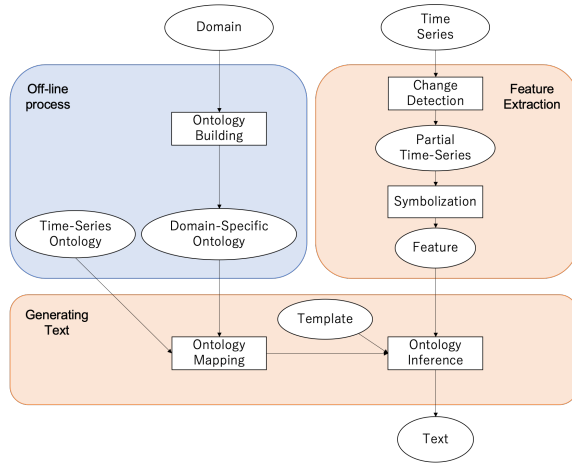 Domain
Time
Series
Off-line
process
Feature
Extraction
Change
Detection
Ontology
Building
Partial
Time-Series
Symbolization
Time-Series
Ontology
Domain-Specific
Ontology
Feature
Generating
Text
Template
Ontology
Mapping
Ontology
Inference
Text